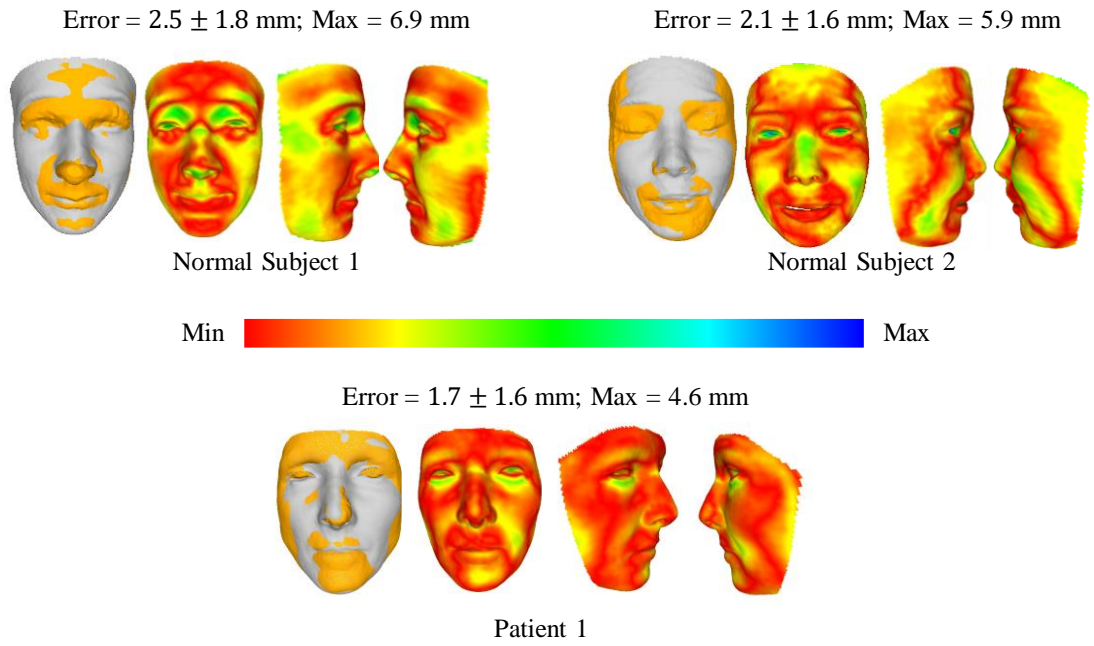 Error = 2.5 ± 1.8 mm; Max = 6.9 mm
Error = 2.1 ± 1.6 mm; Max = 5.9 mm
Normal Subject 1
Normal Subject 2
Min
Max
Error = 1.7 ± 1.6 mm; Max = 4.6 mm
Patient 1